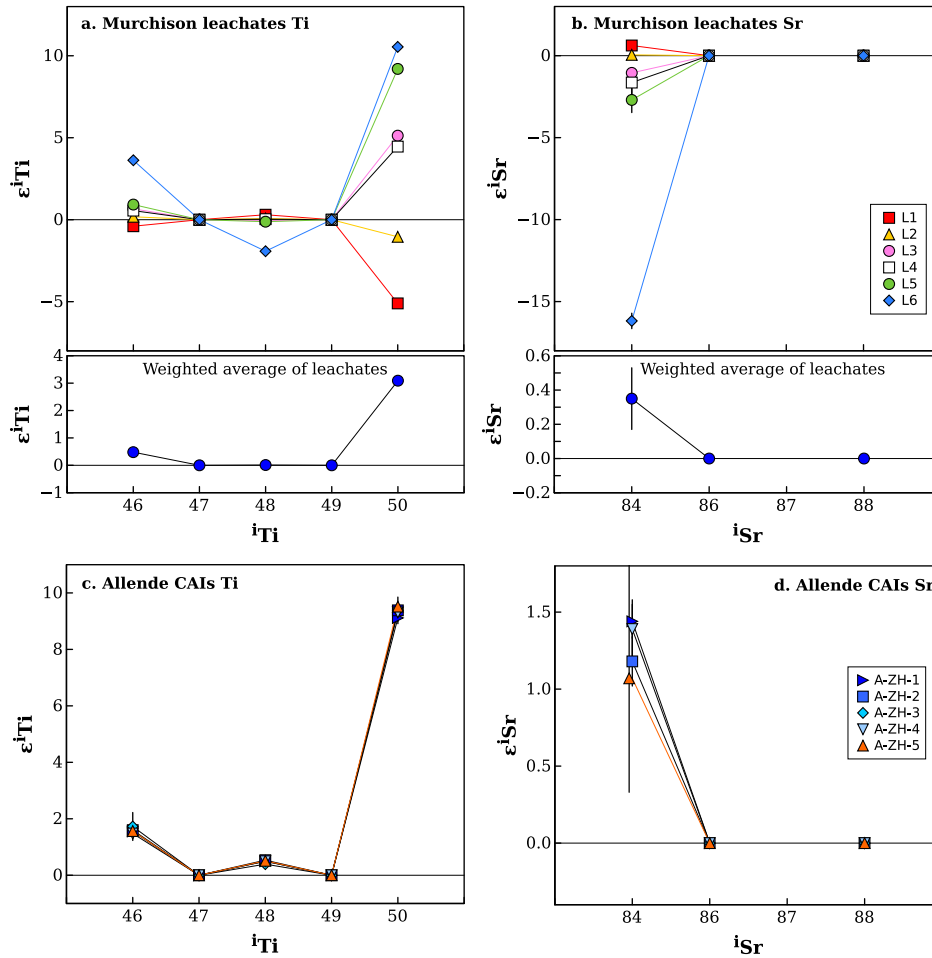 a. Murchison leachates Ti
10
5
0
−5
εⁱTi
b. Murchison leachates Sr
0
−5
−10
−15
εⁱSr
L1
L2
L3
L4
L5
L6
Weighted average of leachates
4
3
2
1
0
−1
εⁱTi
46 47 48 49 50
ⁱTi
Weighted average of leachates
0.6
0.4
0.2
0.0
−0.2
εⁱSr
84 86 87 88
ⁱSr
c. Allende CAIs Ti
10
8
6
4
2
0
εⁱTi
46 47 48 49 50
ⁱTi
d. Allende CAIs Sr
1.5
1.0
0.5
0.0
εⁱSr
A-ZH-1
A-ZH-2
A-ZH-3
A-ZH-4
A-ZH-5
84 86 87 88
ⁱSr